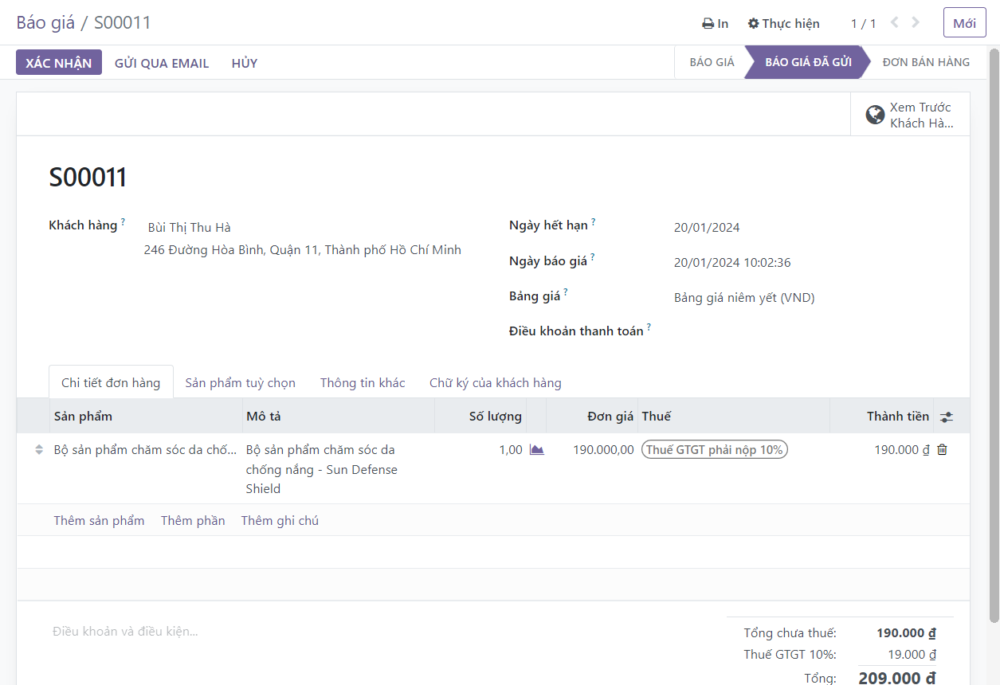 Báo giá / S00011
In
Thực hiện
1 / 1
Mới
XÁC NHẬN
GỬI QUA EMAIL
HỦY
BÁO GIÁ
BÁO GIÁ ĐÃ GỬI
ĐƠN BÁN HÀNG
Xem Trước
Khách Hà...
S00011
Khách hàng ?
Bùi Thị Thu Hà
246 Đường Hòa Bình, Quận 11, Thành phố Hồ Chí Minh
Ngày hết hạn ? 20/01/2024
Ngày báo giá ? 20/01/2024 10:02:36
Bảng giá ? Bảng giá niêm yết (VND)
Điều khoản thanh toán ?
Chi tiết đơn hàng
Sản phẩm tuỳ chọn
Thông tin khác
Chữ ký của khách hàng
Sản phẩm Mô tả Số lượng Đơn giá Thuế Thành tiền
Bộ sản phẩm chăm sóc da chố... Bộ sản phẩm chăm sóc da 1,00 190.000,00 Thuế GTGT phải nộp 10% 190.000 ₫
chống nắng - Sun Defense
Shield
Thêm sản phẩm Thêm phần Thêm ghi chú
Điều khoản và điều kiện...
Tổng chưa thuế: 190.000 ₫
Thuế GTGT 10%: 19.000 ₫
Tổng: 209.000 ₫